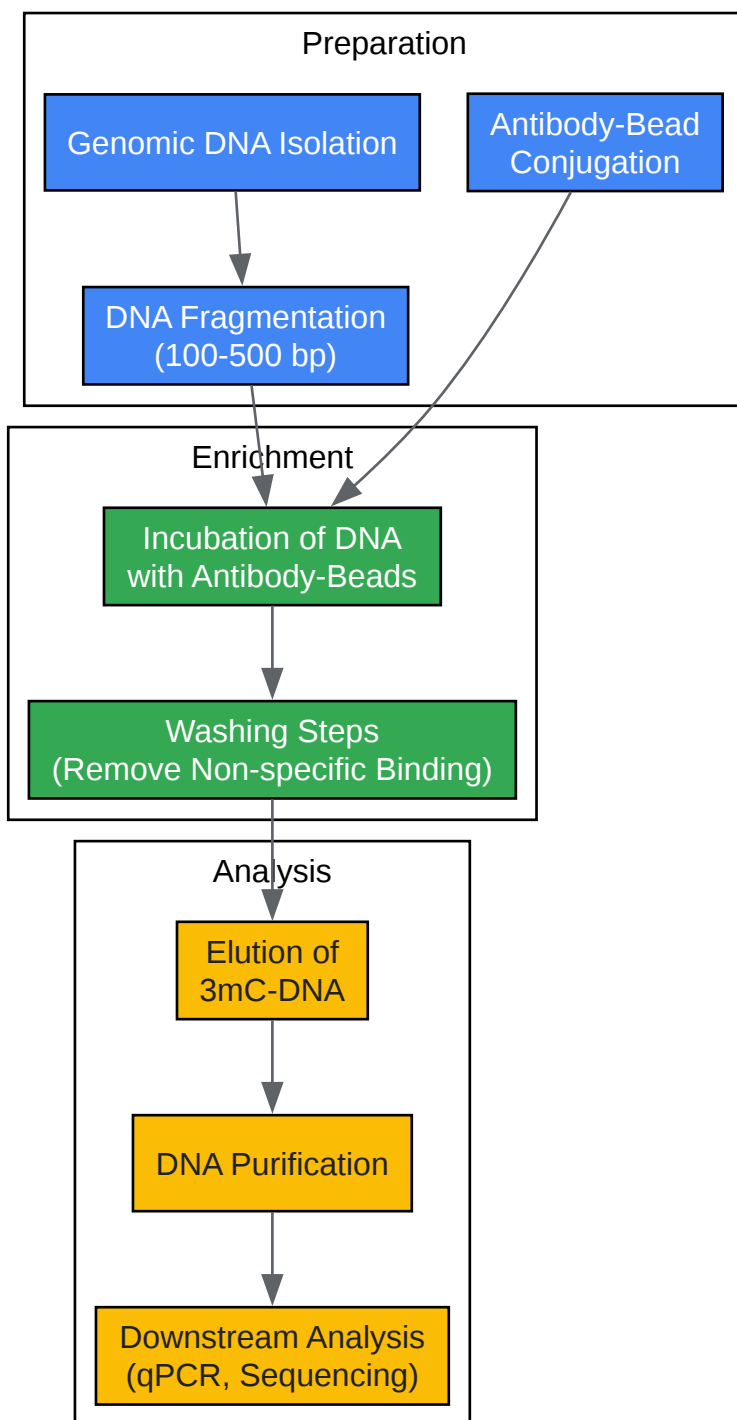 Preparation
Genomic DNA Isolation
Antibody-Bead
Conjugation
DNA Fragmentation
(100-500 bp)
Enrichment
Incubation of DNA
with Antibody-Beads
Washing Steps
(Remove Non-specific Binding)
Analysis
Elution of
3mC-DNA
DNA Purification
Downstream Analysis
(qPCR, Sequencing)